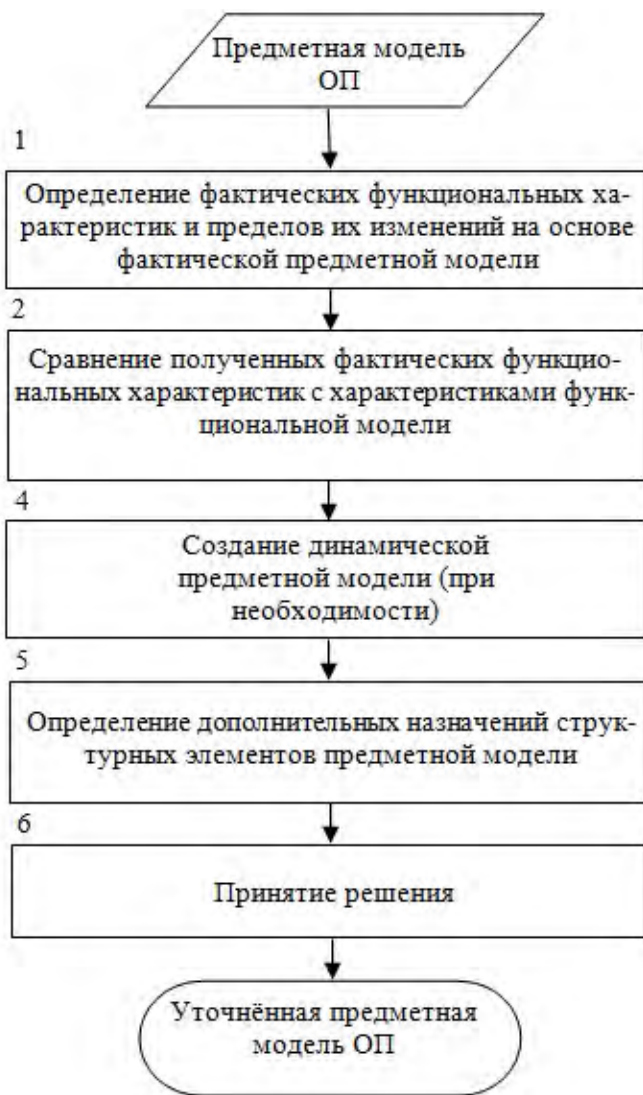 Предметная модель
ОП
1
Определение фактических функциональных ха-
рактеристик и пределов их изменений на основе
фактической предметной модели
2
Сравнение полученных фактических функцио-
нальных характеристик с характеристиками функ-
циональной модели
4
Создание динамической
предметной модели (при
необходимости)
5
Определение дополнительных назначений струк-
турных элементов предметной модели
6
Принятие решения
Уточнённая предметная
модель ОП